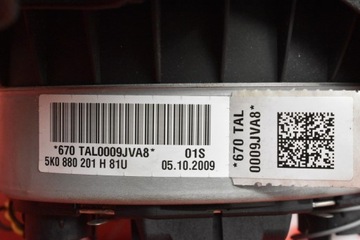 *670 TAL0009JVA8* 01S
5K0 880 201 H 81U 05.10.2009
*670 TAL
0009JVA8*